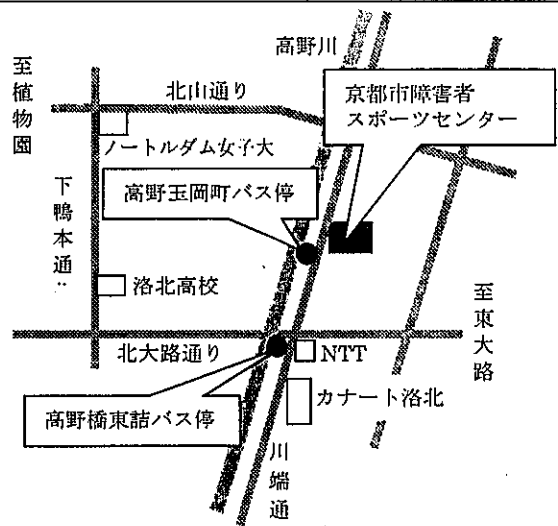 高野川
至植物園
北山通り
京都市障害者
スポーツセンター
ノートルダム女子大
高野玉岡町バス停
下鴨本通り
洛北高校
至東大路
北大路通り
NTT
カナート洛北
高野橋東詰バス停
川端通